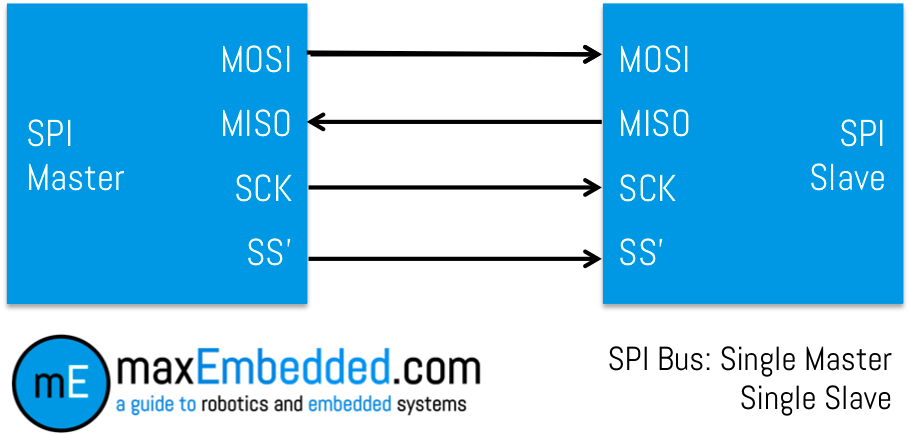 MOSI
MOSI
MISO
MISO
SPI
Master
SPI
Slave
SCK
SCK
SS'
SS'
mE
maxEmbedded.com
a guide to robotics and embedded systems
SPI Bus: Single Master
Single Slave